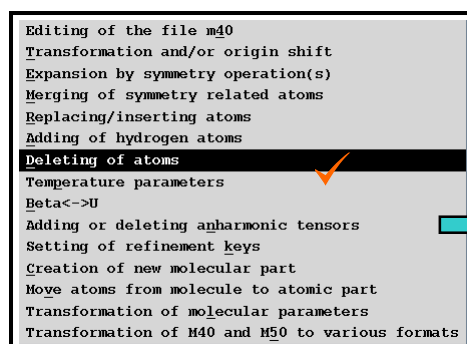 Editing of the file m40
Transformation and/or origin shift
Expansion by symmetry operation(s)
Merging of symmetry related atoms
Replacing/inserting atoms
Adding of hydrogen atoms
Deleting of atoms
Temperature parameters
Beta<->U
Adding or deleting anharmonic tensors
Setting of refinement keys
Creation of new molecular part
Move atoms from molecule to atomic part
Transformation of molecular parameters
Transformation of M40 and M50 to various formats